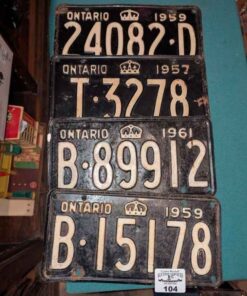 ONTARIO 1959
24082·D
ONTARIO 1957
T·3278
ONTARIO 1961
B·89912
ONTARIO 1959
B·15178
104